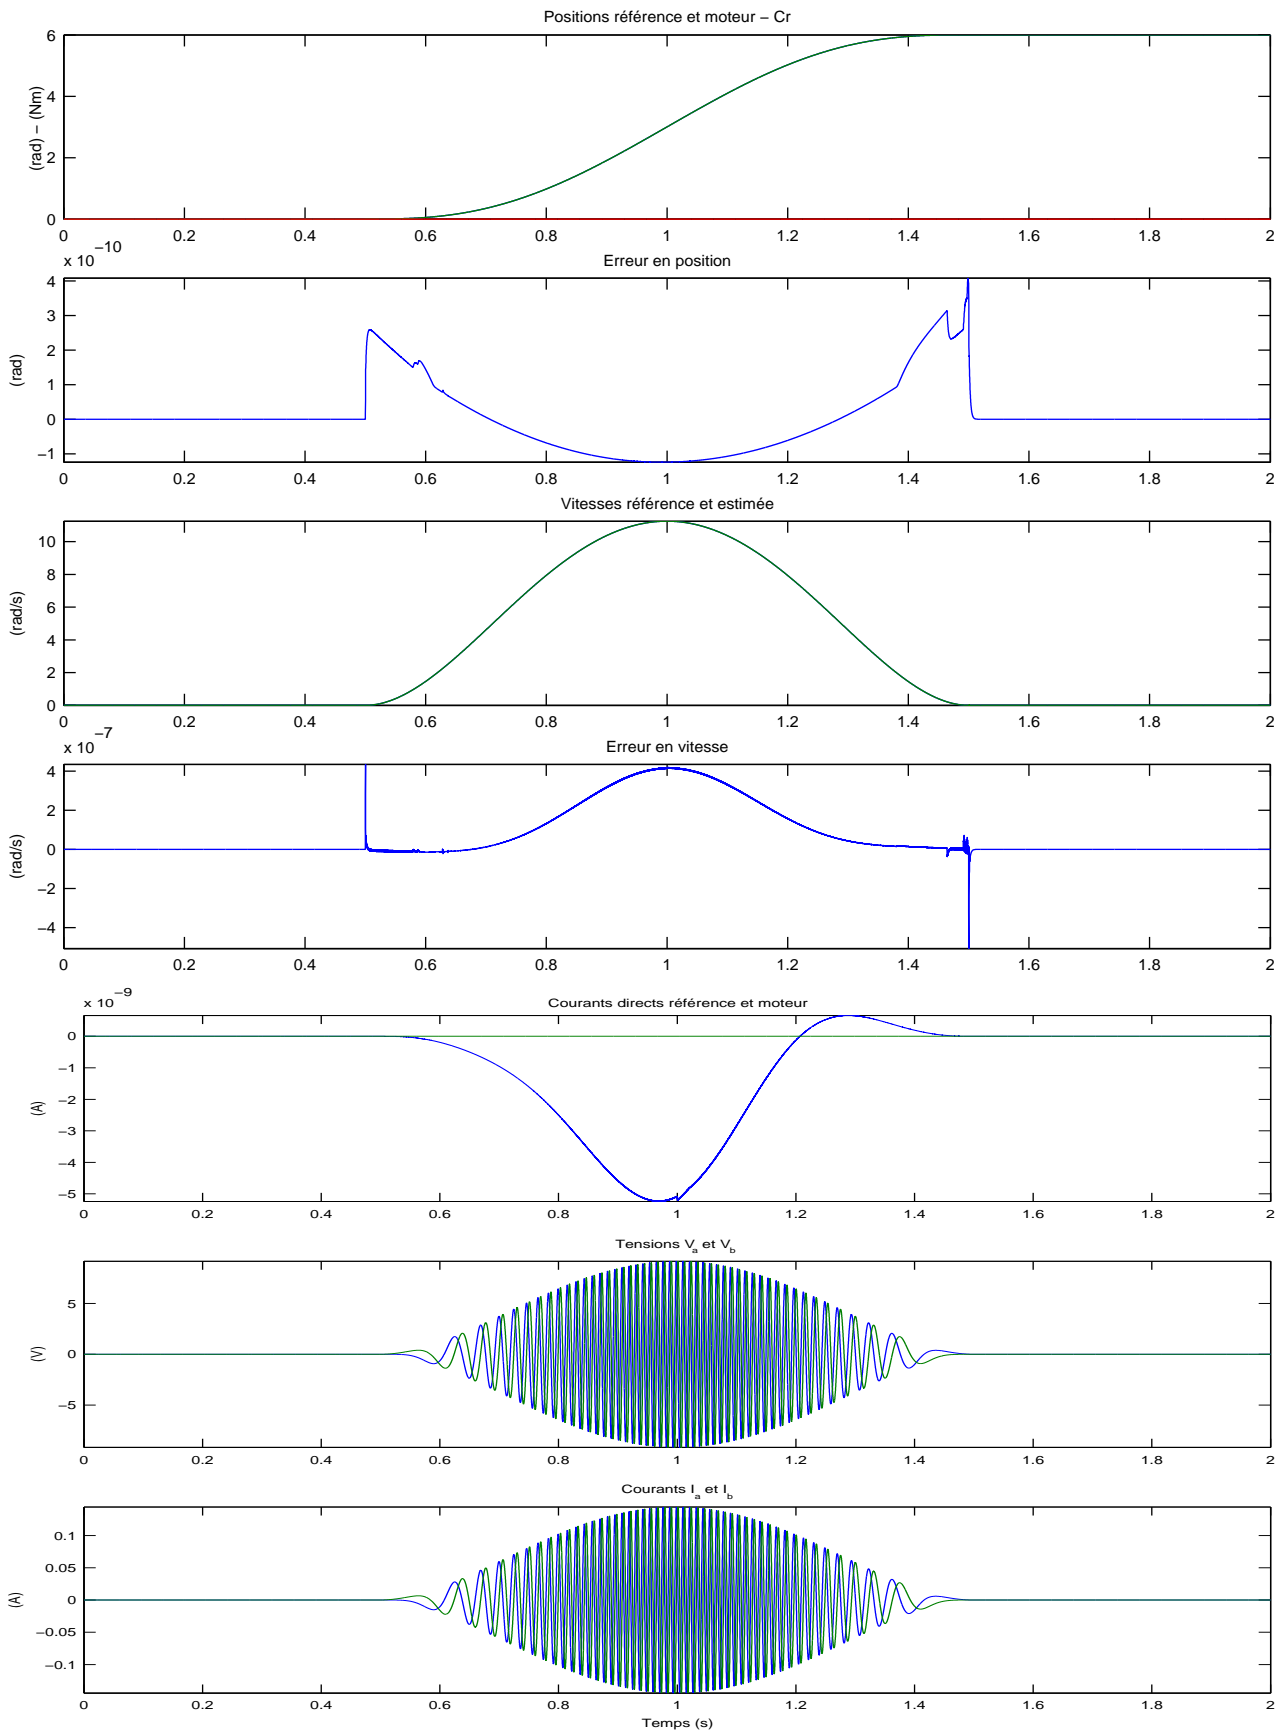 Positions référence et moteur − Cr
6
4
2
0
(rad) − (Nm)
0 0.2 0.4 0.6 0.8 1 1.2 1.4 1.6 1.8 2
x 10−10
Erreur en position
4
3
2
1
0
−1
(rad)
0 0.2 0.4 0.6 0.8 1 1.2 1.4 1.6 1.8 2
Vitesses référence et estimée
10
8
6
4
2
0
(rad/s)
0 0.2 0.4 0.6 0.8 1 1.2 1.4 1.6 1.8 2
x 10−7
Erreur en vitesse
4
2
0
−2
−4
(rad/s)
0 0.2 0.4 0.6 0.8 1 1.2 1.4 1.6 1.8 2
x 10−9
Courants directs référence et moteur
0
−1
−2
−3
−4
−5
(A)
0 0.2 0.4 0.6 0.8 1 1.2 1.4 1.6 1.8 2
Tensions Va et Vb
5
0
−5
(V)
0 0.2 0.4 0.6 0.8 1 1.2 1.4 1.6 1.8 2
Courants Ia et Ib
0.1
0.05
0
−0.05
−0.1
(A)
0 0.2 0.4 0.6 0.8 1 1.2 1.4 1.6 1.8 2
Temps (s)